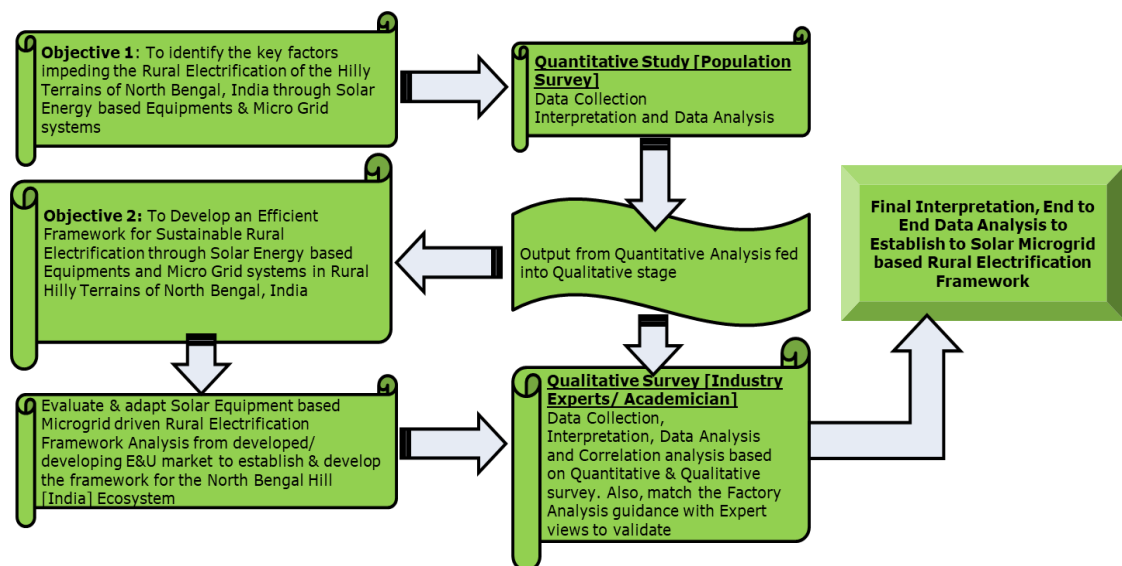 Objective 1: To identify the key factors
impeding the Rural Electrification of the Hilly
Terrains of North Bengal, India through Solar
Energy based Equipments & Micro Grid
systems
Quantitative Study [Population
Survey]
Data Collection
Interpretation and Data Analysis
Objective 2: To Develop an Efficient
Framework for Sustainable Rural
Electrification through Solar Energy based
Equipments and Micro Grid systems in Rural
Hilly Terrains of North Bengal, India
Output from Quantitative Analysis fed
into Qualitative stage
Evaluate & adapt Solar Equipment based
Microgrid driven Rural Electrification
Framework Analysis from developed/
developing E&U market to establish & develop
the framework for the North Bengal Hill
[India] Ecosystem
Qualitative Survey [Industry
Experts/ Academician]
Data Collection,
Interpretation, Data Analysis
and Correlation analysis based
on Quantitative & Qualitative
survey. Also, match the Factory
Analysis guidance with Expert
views to validate
Final Interpretation, End to
End Data Analysis to
Establish to Solar Microgrid
based Rural Electrification
Framework